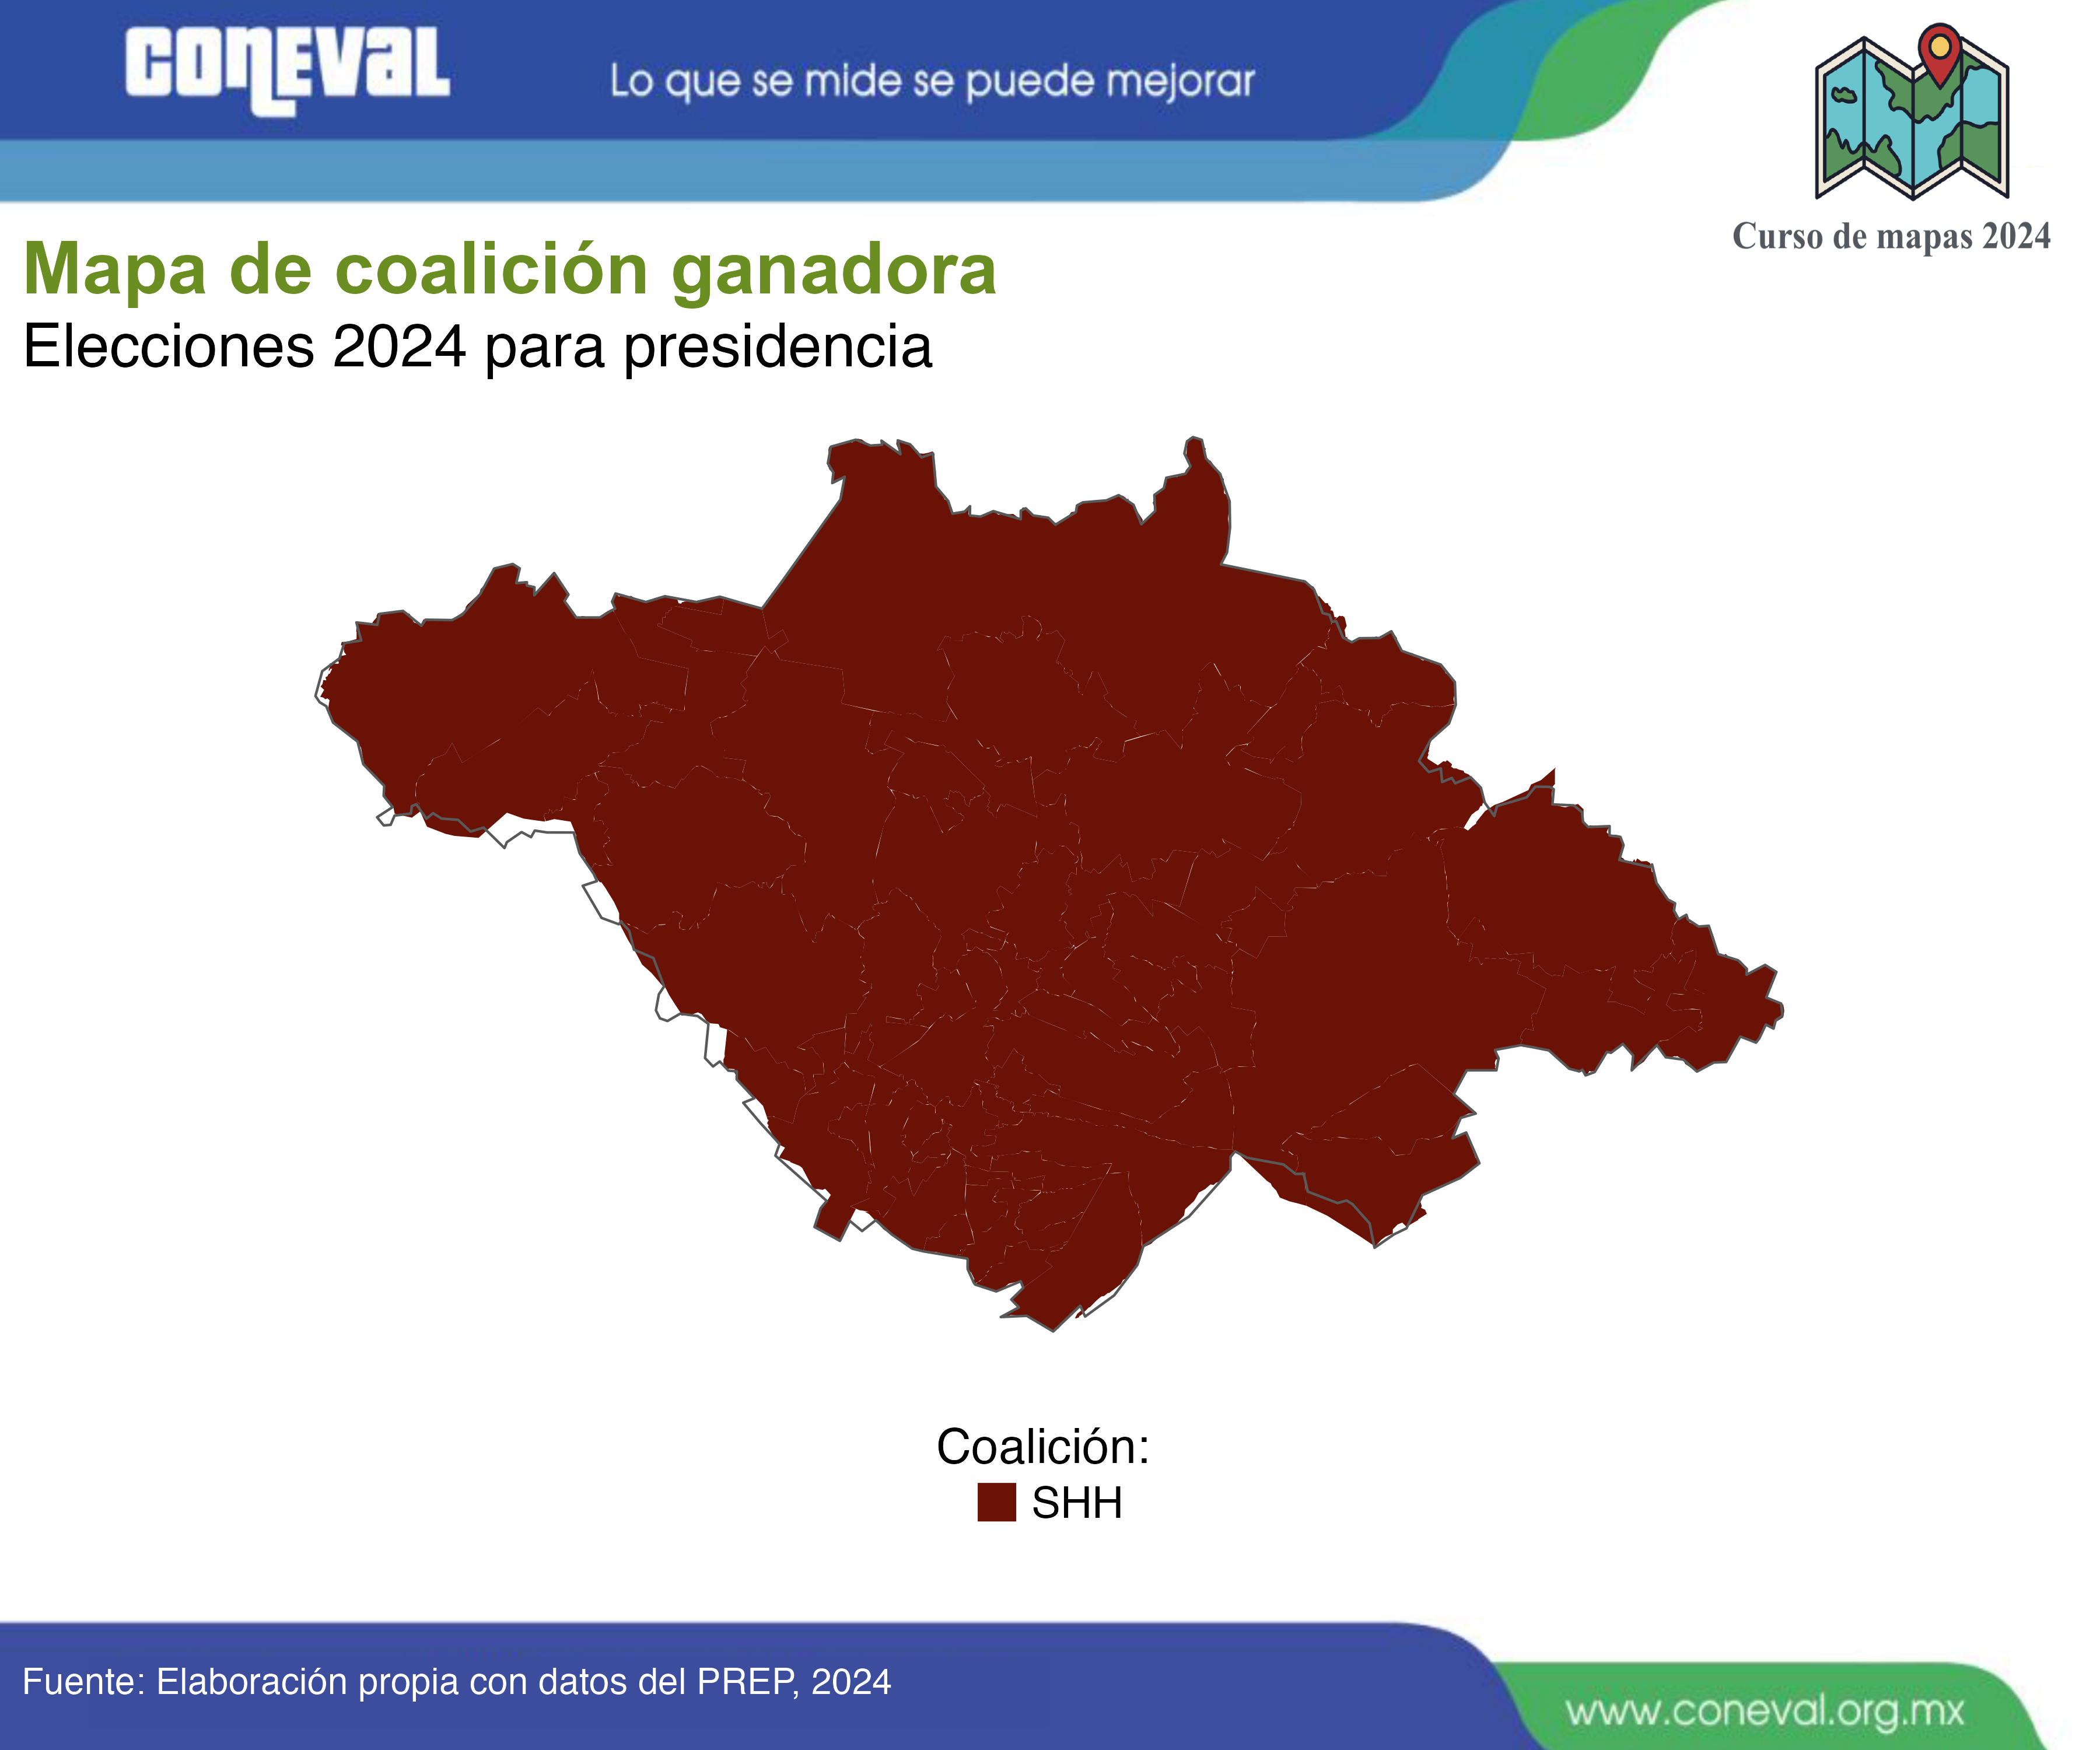 CONEVAL
Lo que se mide se puede mejorar
Curso de mapas 2024
Mapa de coalición ganadora
Elecciones 2024 para presidencia
Coalición:
SHH
Fuente: Elaboración propia con datos del PREP, 2024
www.coneval.org.mx